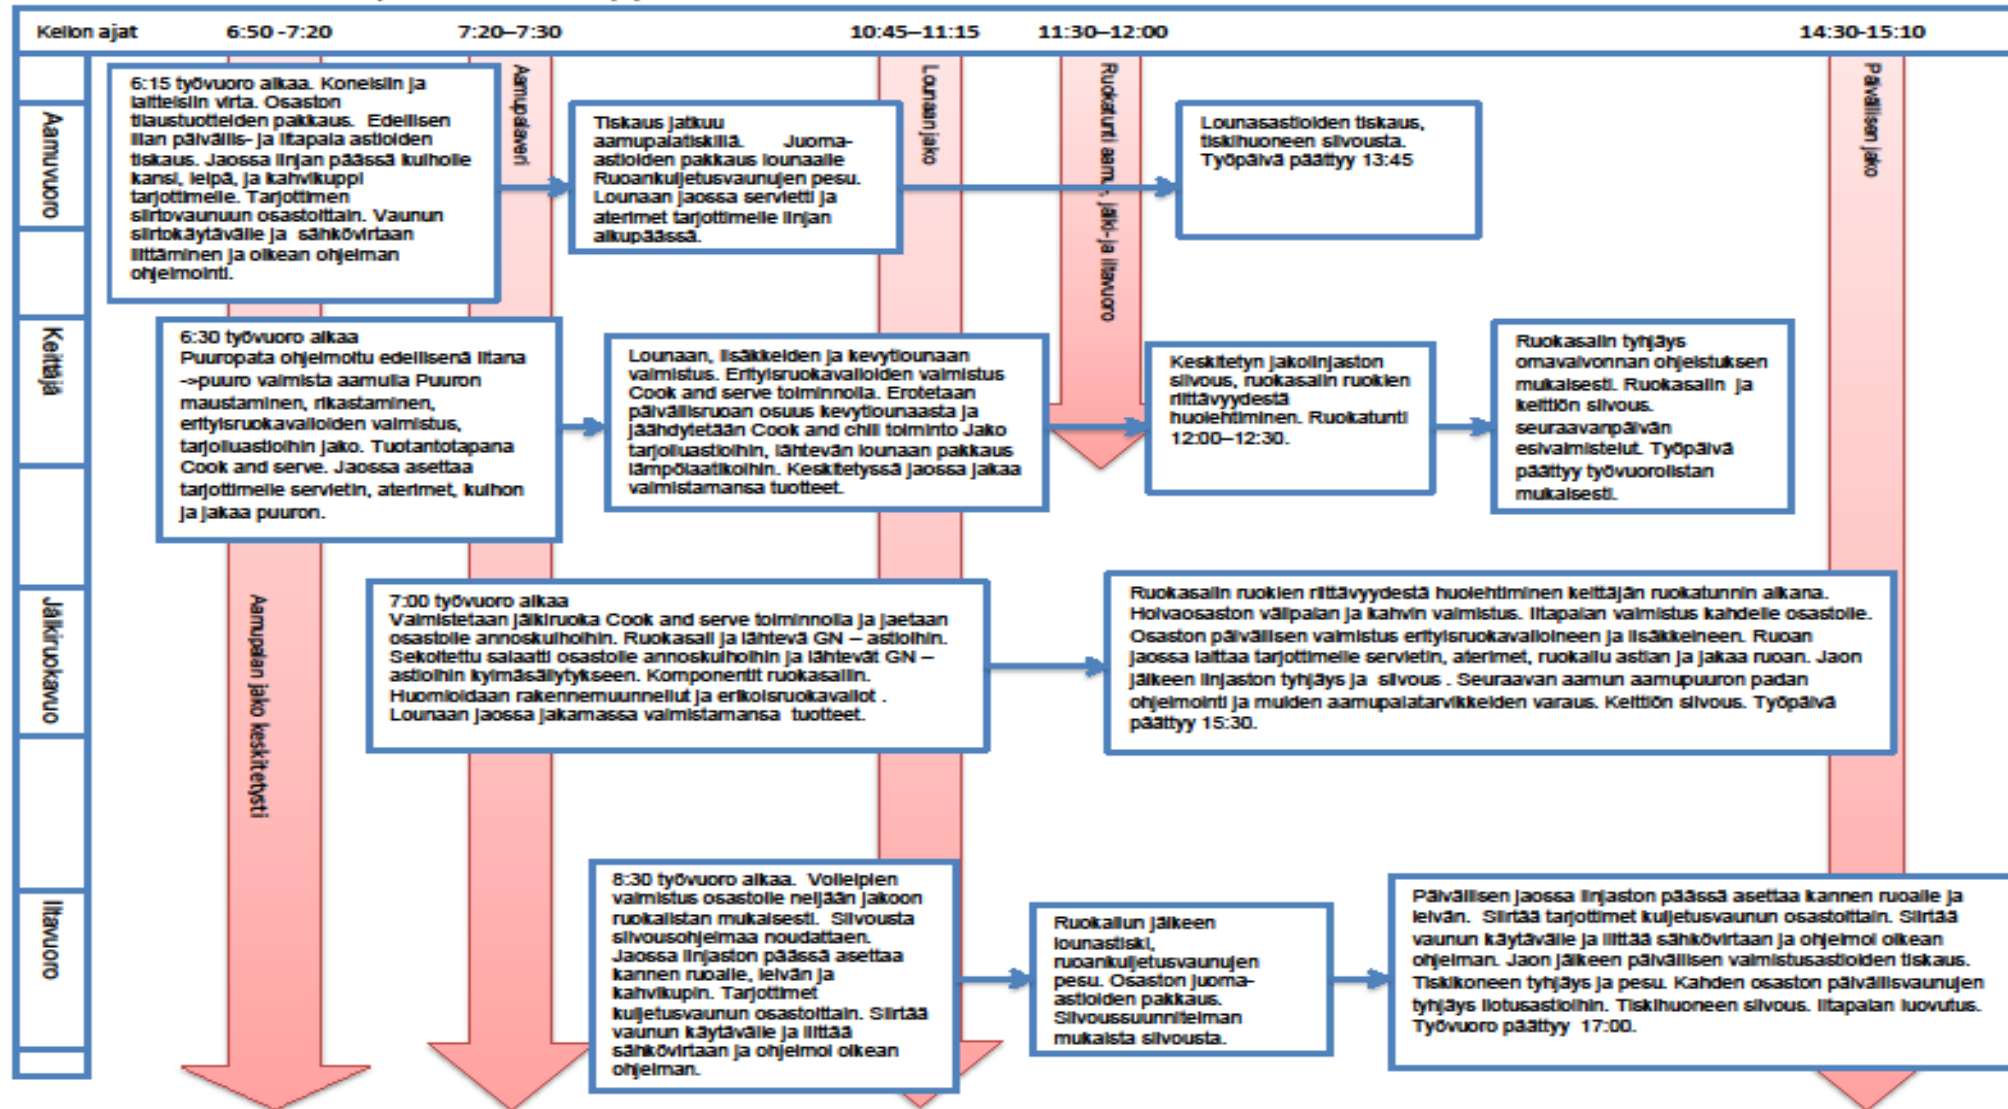 Kellon ajat 6:50 -7:20 7:20–7:30 10:45–11:15 11:30–12:00 14:30-15:10
Aamupalaveri
Lounaan jako
Ruokatunti aam.-, jälki- ja iltavuoro
Päivällisen jako
Aamupalan jako keskitetysti
Aamuvuoro
6:15 työvuoro alkaa. Koneisiin ja
laitteisiin virta. Osaston
tilaustuotteiden pakkaus. Edellisen
illan päivällis- ja iltapala astioiden
tiskaus. Jaossa linjan päässä kulholle
kansi, leipä, ja kahvikuppi
tarjottimelle. Tarjottimen
siirtovaunuun osastoittain. Vaunun
siirtokäytävälle ja sähkövirtaan
liittäminen ja oikean ohjelman
ohjelmointi.
Tiskaus jatkuu
aamupalatiskillä. Juoma-
astioiden pakkaus lounaalle
Ruoankuljetusvaunujen pesu.
Lounaan jaossa servietti ja
aterimet tarjottimelle linjan
alkupäässä.
Lounasastioiden tiskaus,
tiskihuoneen siivousta.
Työpäivä päättyy 13:45
Keittäjä
6:30 työvuoro alkaa
Puuropata ohjelmoitu edellisenä iltana
->puuro valmista aamulla Puuron
maustaminen, rikastaminen,
erityisruokavalioiden valmistus,
tarjoiluastioihin jako. Tuotantotapana
Cook and serve. Jaossa asettaa
tarjottimelle servietin, aterimet, kulhon
ja jakaa puuron.
Lounaan, lisäkkeiden ja kevytlounaan
valmistus. Erityisruokavalioiden valmistus
Cook and serve toiminnolla. Erotetaan
päivällisruoan osuus kevytlounaasta ja
jäähdytetään Cook and chill toiminto Jako
tarjoiluastioihin, lähtevän lounaan pakkaus
lämpölaatikoihin. Keskitetyssä jaossa jakaa
valmistamansa tuotteet.
Keskitetyn jakolinjaston
siivous, ruokasalin ruokien
riittävyydestä
huolehtiminen. Ruokatunti
12:00–12:30.
Ruokasalin tyhjäys
omavalvonnan ohjeistuksen
mukaisesti. Ruokasalin ja
keittiön siivous.
seuraavanpäivän
esivalmistelut. Työpäivä
päättyy työvuorolistan
mukaisesti.
Jälkiruokavuo
7:00 työvuoro alkaa
Valmistetaan jälkiruoka Cook and serve toiminnolla ja jaetaan
osastolle annoskulhoihin. Ruokasali ja lähtevä GN – astioihin.
Sekoitettu salaatti osastolle annoskulhoihin ja lähtevät GN –
astioihin kylmäsäilytykseen. Komponentit ruokasaliin.
Huomioidaan rakennemuunnellut ja erikoisruokavaliot .
Lounaan jaossa jakamassa valmistamansa tuotteet.
Ruokasalin ruokien riittävyydestä huolehtiminen keittäjän ruokatunnin aikana.
Hoivaosaston välipalan ja kahvin valmistus. Iltapalan valmistus kahdelle osastolle.
Osaston päivällisen valmistus erityisruokavalioineen ja lisäkkeineen. Ruoan
jaossa laittaa tarjottimelle servietin, aterimet, ruokailu astian ja jakaa ruoan. Jaon
jälkeen linjaston tyhjäys ja siivous . Seuraavan aamun aamupuuron padan
ohjelmointi ja muiden aamupalatarvikkeiden varaus. Keittiön siivous. Työpäivä
päättyy 15:30.
Iltavuoro
8:30 työvuoro alkaa. Voileipien
valmistus osastolle neljään jakoon
ruokalistan mukaisesti. Siivousta
siivousohjelmaa noudattaen.
Jaossa linjaston päässä asettaa
kannen ruoalle, leivän ja
kahvikupin. Tarjottimet
kuljetusvaunun osastoittain. Siirtää
vaunun käytävälle ja liittää
sähkövirtaan ja ohjelmoi oikean
ohjelman.
Ruokailun jälkeen
lounastiski,
ruoankuljetusvaunujen
pesu. Osaston juoma-
astioiden pakkaus.
Siivoussuunnitelman
mukaista siivousta.
Päivällisen jaossa linjaston päässä asettaa kannen ruoalle ja
leivän. Siirtää tarjottimet kuljetusvaunun osastoittain. Siirtää
vaunun käytävälle ja liittää sähkövirtaan ja ohjelmoi oikean
ohjelman. Jaon jälkeen päivällisen valmistusastioiden tiskaus.
Tiskikoneen tyhjäys ja pesu. Kahden osaston päivällisvaunujen
tyhjäys liotusastioihin. Tiskihuoneen siivous. Iltapalan luovutus.
Työvuoro päättyy 17:00.